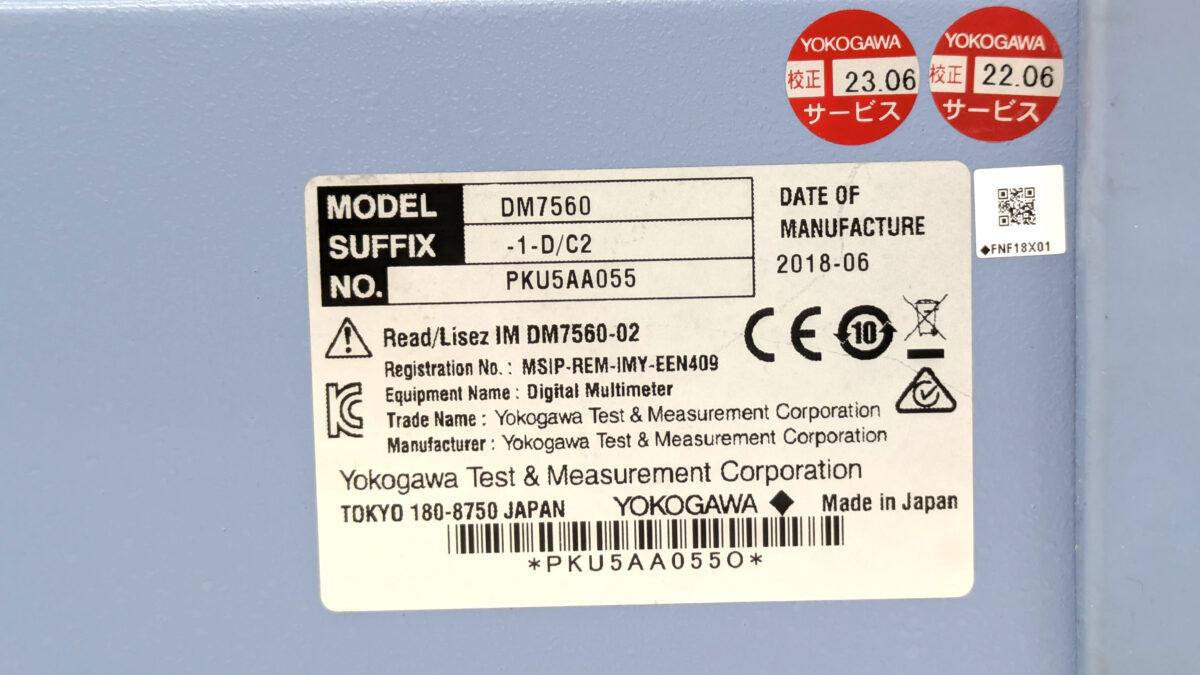 YOKOGAWA
校正 23.06
サービス
YOKOGAWA
校正 22.06
サービス
MODEL DM7560
SUFFIX -1-D/C2
NO. PKU5AA055
DATE OF
MANUFACTURE
2018-06
◆FNF18X01
Read/Lisez IM DM7560-02
CE 10
Registration No. : MSIP-REM-IMY-EEN409
Equipment Name : Digital Multimeter
Trade Name : Yokogawa Test & Measurement Corporation
Manufacturer : Yokogawa Test & Measurement Corporation
Yokogawa Test & Measurement Corporation
TOKYO 180-8750 JAPAN YOKOGAWA ◆ Made in Japan
*PKU5AA055O*